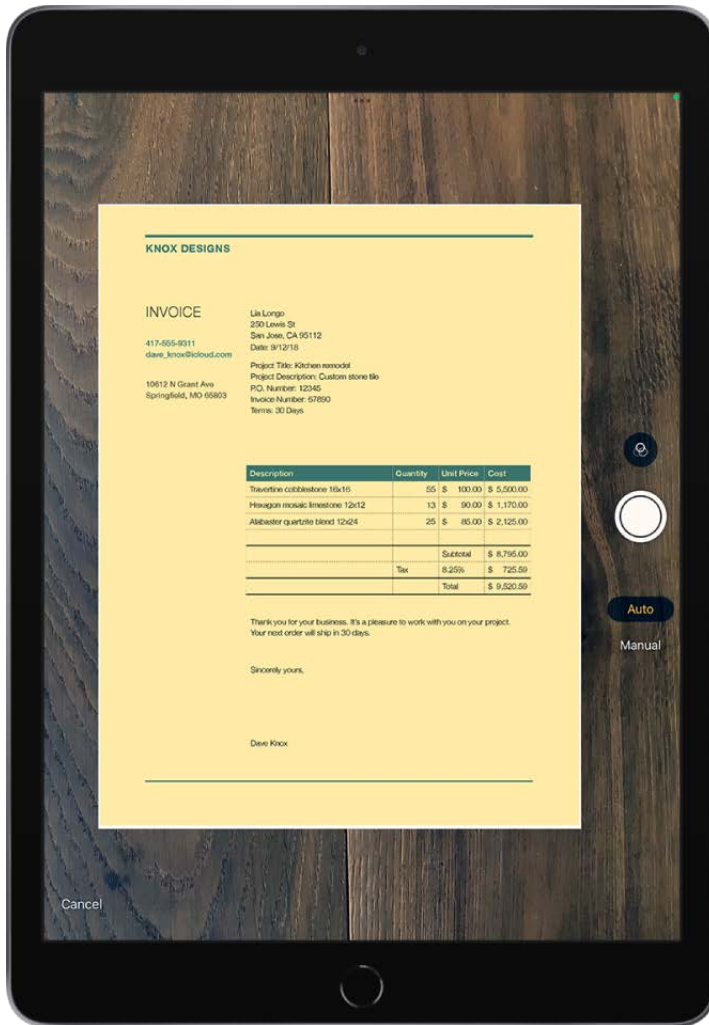 KNOX DESIGNS
INVOICE
417-555-9311
dave_knox@icloud.com
10612 N Grant Ave
Springfield, MO 65803
Lia Longo
230 Lewis St
San Jose, CA 95112
Date: 9/12/18
Project Title: Kitchen remodel
Project Description: Custom stone tile
P.O. Number: 12345
Invoice Number: 67890
Terms: 30 Days
Description Quantity Unit Price Cost
Travertine cobblestone 16x16 55 $ 100.00 $ 5,500.00
Hexagon mosaic limestone 12x12 13 $ 90.00 $ 1,170.00
Alabaster quartzite blend 12x24 25 $ 85.00 $ 2,125.00
Subtotal $ 8,795.00
Tax 8.25% $ 725.59
Total $ 9,520.59
Thank you for your business. It's a pleasure to work with you on your project.
Your next order will ship in 30 days.
Sincerely yours,
Dave Knox
Auto
Manual
Cancel